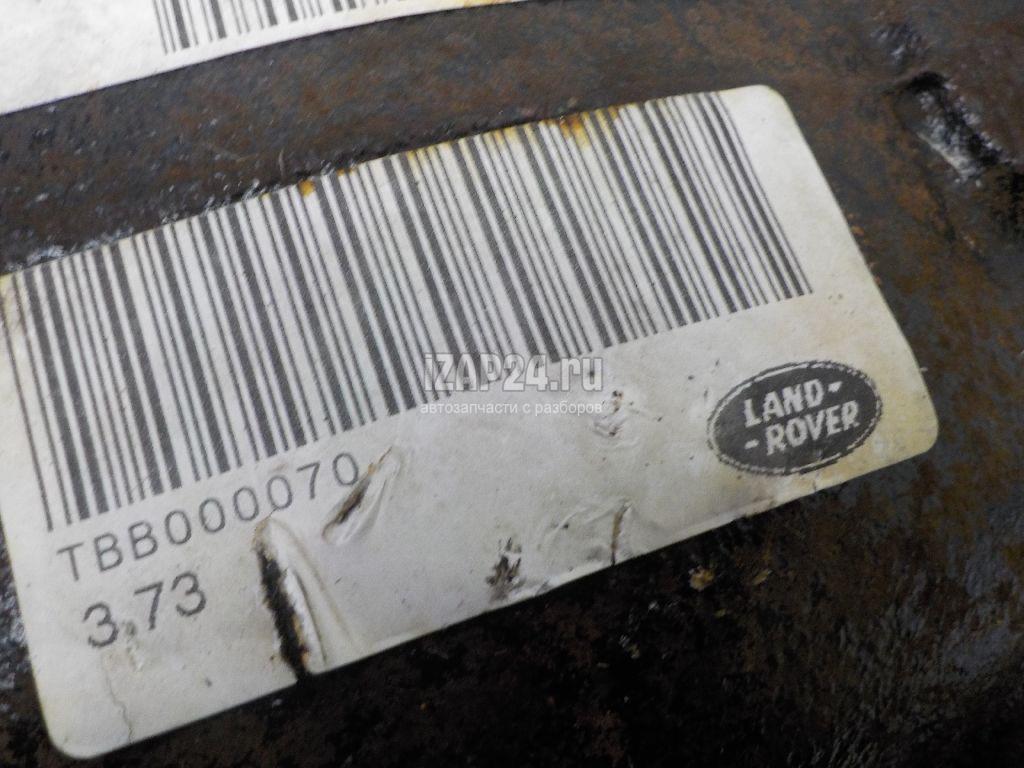 iZAP24.ru
автозапчасти с разборов
LAND-
-ROVER
TBB000070
3.73